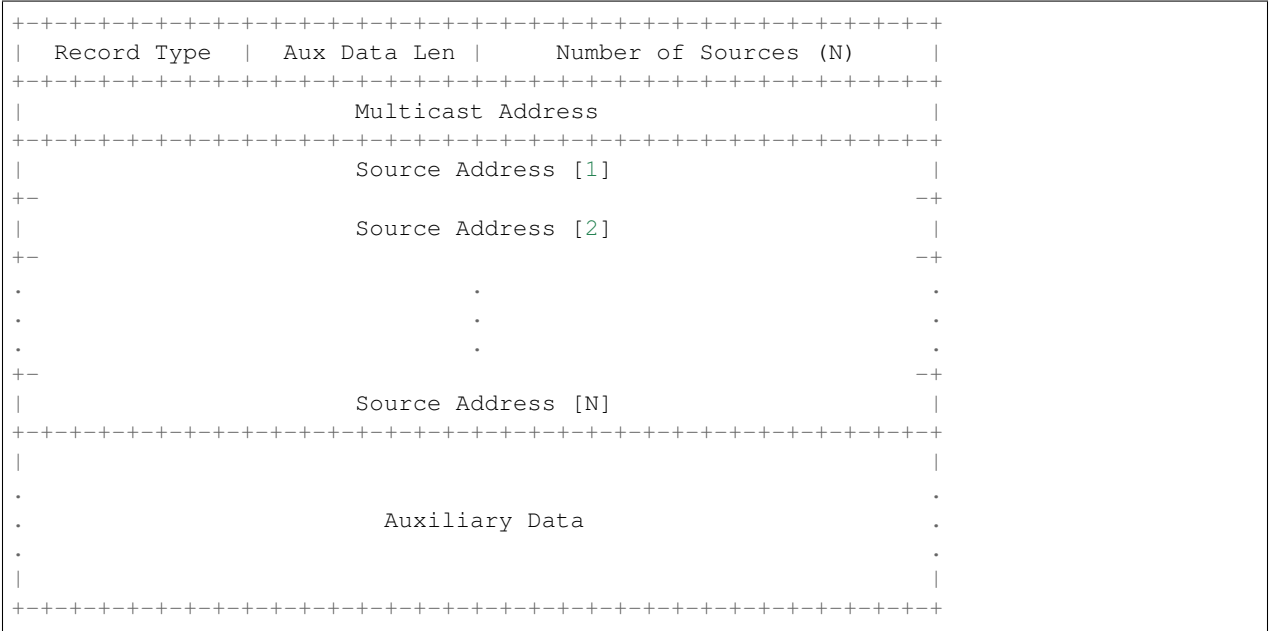 +-+-+-+-+-+-+-+-+-+-+-+-+-+-+-+-+-+-+-+-+-+-+-+-+-+-+-+-+-+-+-+-+
|  Record Type  |  Aux Data Len |     Number of Sources (N)     |
+-+-+-+-+-+-+-+-+-+-+-+-+-+-+-+-+-+-+-+-+-+-+-+-+-+-+-+-+-+-+-+-+
|                       Multicast Address                       |
+-+-+-+-+-+-+-+-+-+-+-+-+-+-+-+-+-+-+-+-+-+-+-+-+-+-+-+-+-+-+-+-+
|                       Source Address [1]                      |
+-                                                             -+
|                       Source Address [2]                      |
+-                                                             -+
.                               .                               .
.                               .                               .
.                               .                               .
+-                                                             -+
|                       Source Address [N]                      |
+-+-+-+-+-+-+-+-+-+-+-+-+-+-+-+-+-+-+-+-+-+-+-+-+-+-+-+-+-+-+-+-+
|                                                               |
.                                                               .
.                         Auxiliary Data                        .
.                                                               .
|                                                               |
+-+-+-+-+-+-+-+-+-+-+-+-+-+-+-+-+-+-+-+-+-+-+-+-+-+-+-+-+-+-+-+-+